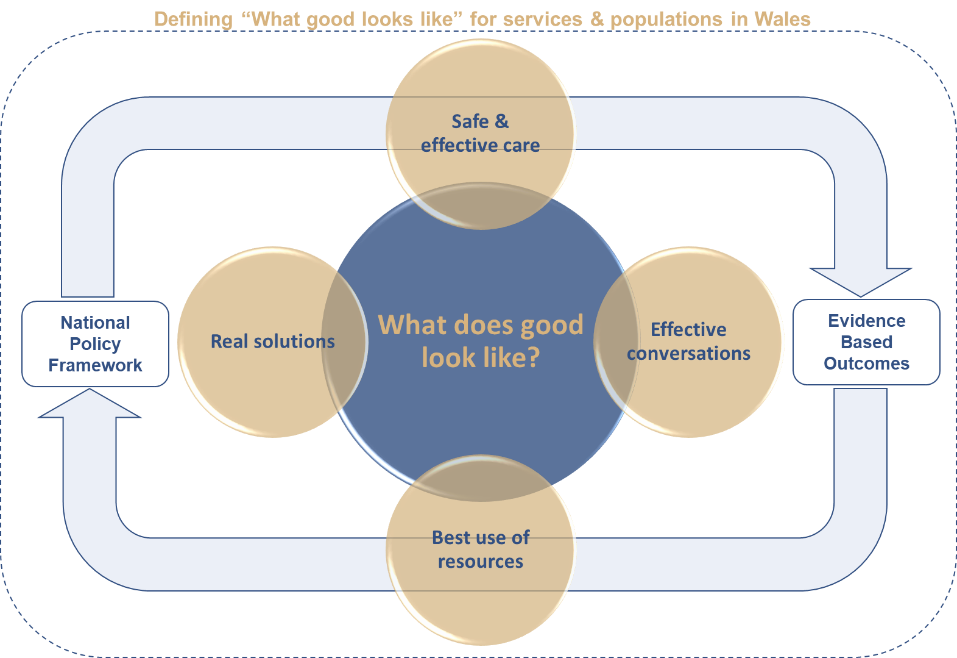 Defining “What good looks like” for services & populations in Wales
Safe &
effective care
National
Policy
Framework
Real solutions
What does good
look like?
Effective
conversations
Evidence
Based
Outcomes
Best use of
resources